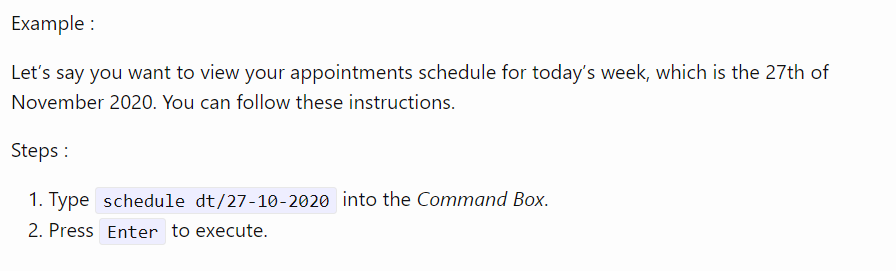 Example :
Let’s say you want to view your appointments schedule for today’s week, which is the 27th of
November 2020. You can follow these instructions.
Steps :
1. Type schedule dt/27-10-2020 into the Command Box.
2. Press Enter to execute.